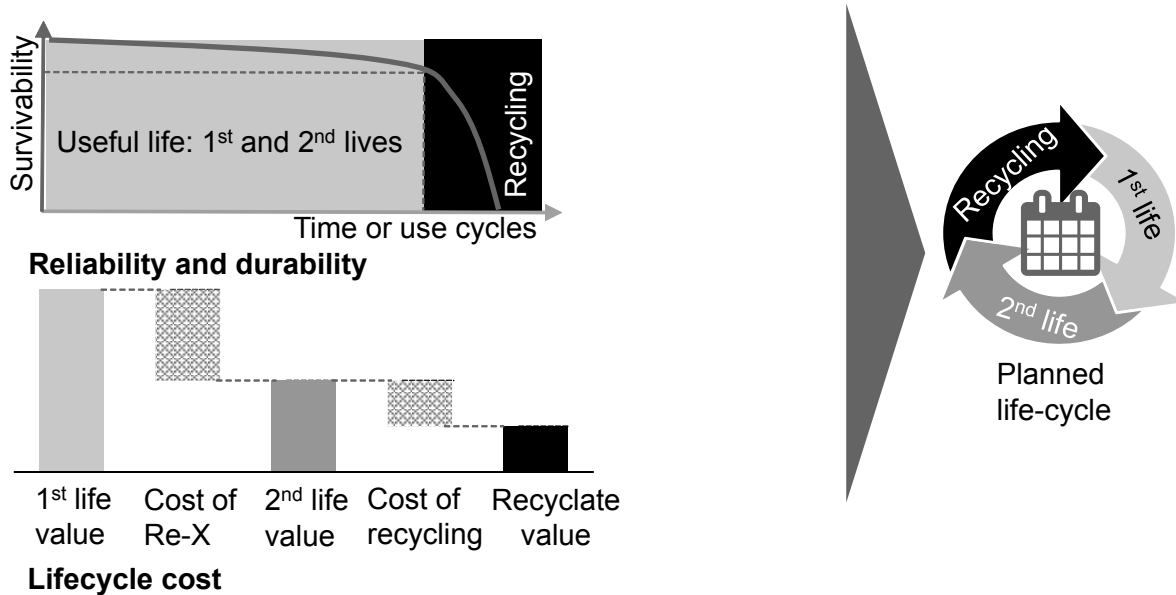 Survivability
Useful life: 1st and 2nd lives
Recycling
Time or use cycles
Reliability and durability
1st life
value
Cost of
Re-X
2nd life
value
Cost of
recycling
Recyclate
value
Lifecycle cost
Recycling
1st life
2nd life
Planned
life-cycle